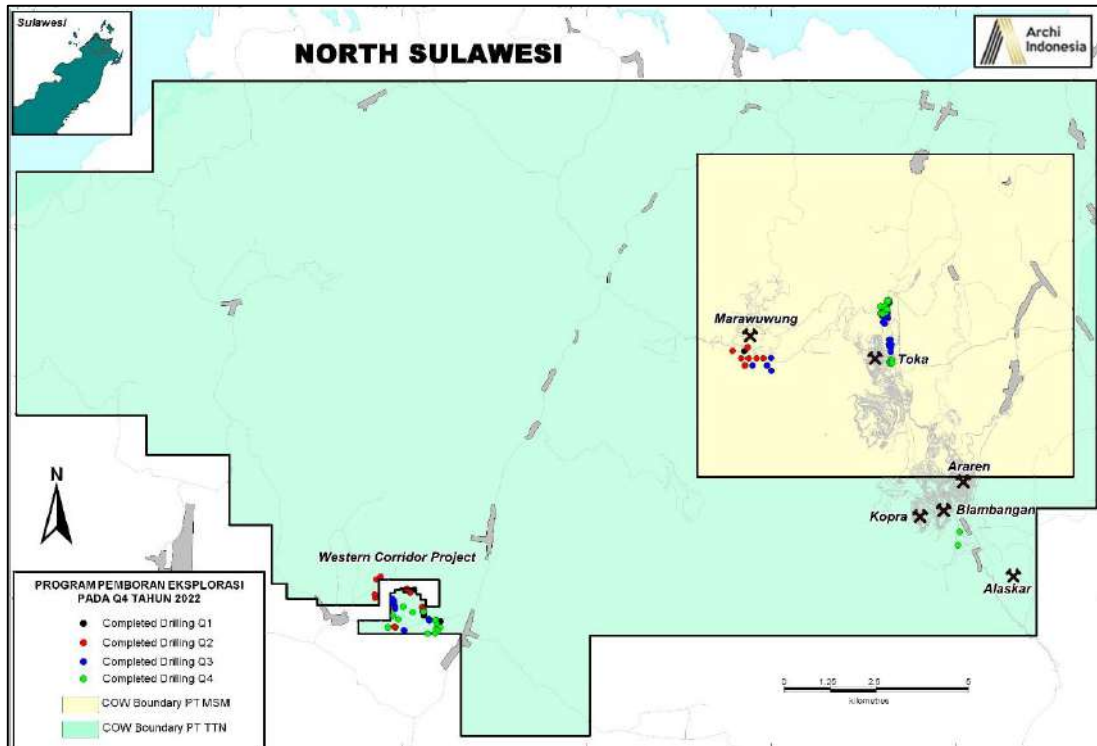 Sulawesi
NORTH SULAWESI
Archi
Indonesia
Marawuwung
Toka
Araren
Blambangan
Kopra
Alaskar
Western Corridor Project
N
PROGRAM PEMBORAN EKSPLORASI
PADA Q4 TAHUN 2022
Completed Drilling Q1
Completed Drilling Q2
Completed Drilling Q3
Completed Drilling Q4
COW Boundary PT MSM
COW Boundary PT TTN
0 1.25 2.5 5
kilometres